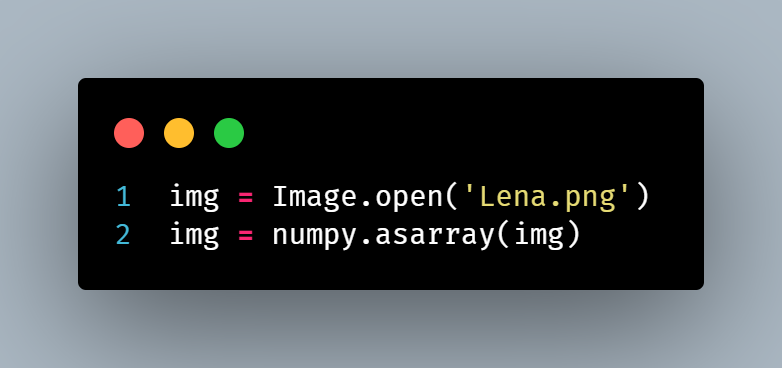 1 img = Image.open('Lena.png')
2 img = numpy.asarray(img)